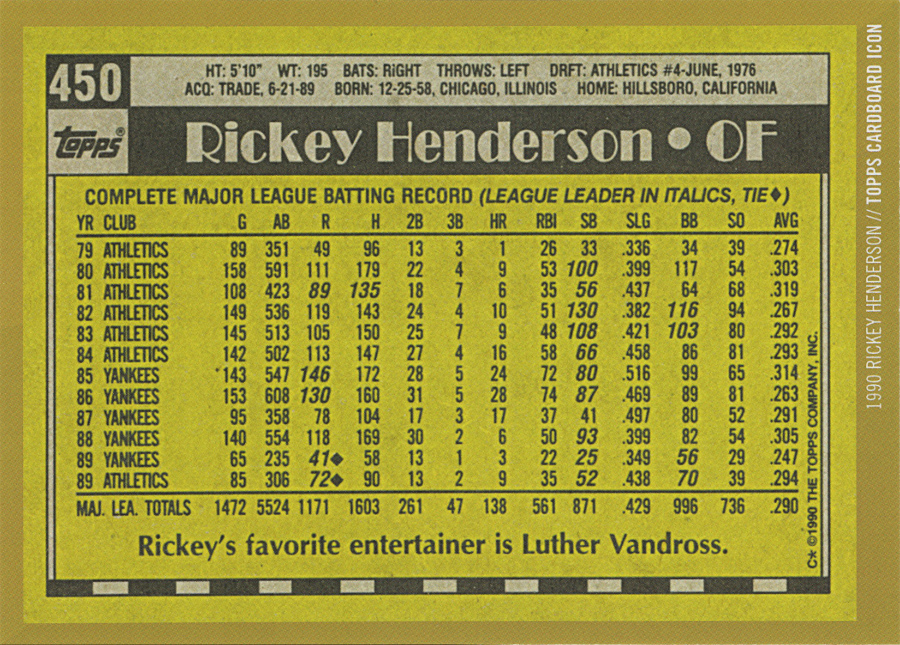 450
HT: 5'10" WT: 195 BATS: RiGHT THROWS: LEFT DRFT: ATHLETICS #4-JUNE, 1976
ACQ: TRADE, 6-21-89 BORN: 12-25-58, CHICAGO, ILLINOIS HOME: HILLSBORO, CALIFORNIA
topps®
Rickey Henderson • OF
COMPLETE MAJOR LEAGUE BATTING RECORD (LEAGUE LEADER IN ITALICS, TIE♦)
YR CLUB G AB R H 2B 3B HR RBI SB SLG BB SO AVG
79 ATHLETICS 89 351 49 96 13 3 1 26 33 .336 34 39 .274
80 ATHLETICS 158 591 111 179 22 4 9 53 100 .399 117 54 .303
81 ATHLETICS 108 423 89 135 18 7 6 35 56 .437 64 68 .319
82 ATHLETICS 149 536 119 143 24 4 10 51 130 .382 116 94 .267
83 ATHLETICS 145 513 105 150 25 7 9 48 108 .421 103 80 .292
84 ATHLETICS 142 502 113 147 27 4 16 58 66 .458 86 81 .293
85 YANKEES 143 547 146 172 28 5 24 72 80 .516 99 65 .314
86 YANKEES 153 608 130 160 31 5 28 74 87 .469 89 81 .263
87 YANKEES 95 358 78 104 17 3 17 37 41 .497 80 52 .291
88 YANKEES 140 554 118 169 30 2 6 50 93 .399 82 54 .305
89 YANKEES 65 235 41♦ 58 13 1 3 22 25 .349 56 29 .247
89 ATHLETICS 85 306 72♦ 90 13 2 9 35 52 .438 70 39 .294
MAJ. LEA. TOTALS 1472 5524 1171 1603 261 47 138 561 871 .429 996 736 .290
Rickey's favorite entertainer is Luther Vandross.
C* ©1990 THE TOPPS COMPANY, INC.
1990 RICKEY HENDERSON // TOPPS CARDBOARD ICON